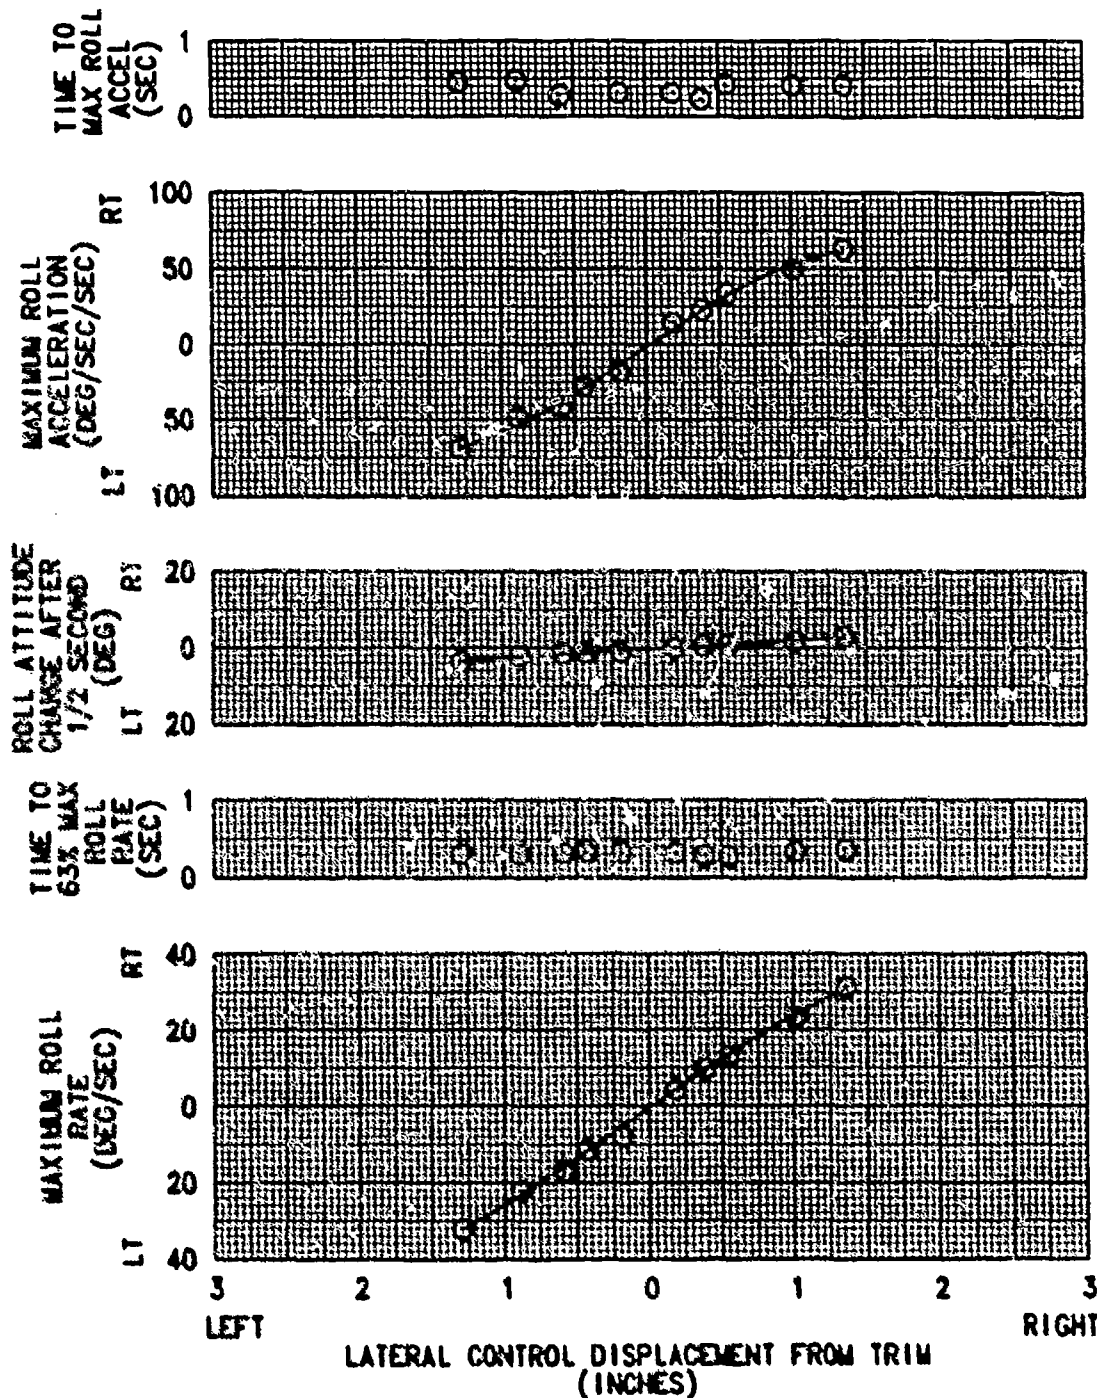 TIME TO
MAX ROLL
ACCEL
(SEC)
1
0
MAXIMUM ROLL
ACCELERATION
(DEG/SEC/SEC)
LT RT
100
50
0
50
100
ROLL ATTITUDE
CHANGE AFTER
1/2 SECOND
(DEG)
LT RT
20
0
20
TIME TO
63% MAX
ROLL
RATE
(SEC)
1
0
MAXIMUM ROLL
RATE
(DEG/SEC)
LT RT
40
20
0
20
40
3 2 1 0 1 2 3
LEFT RIGHT
LATERAL CONTROL DISPLACEMENT FROM TRIM
(INCHES)